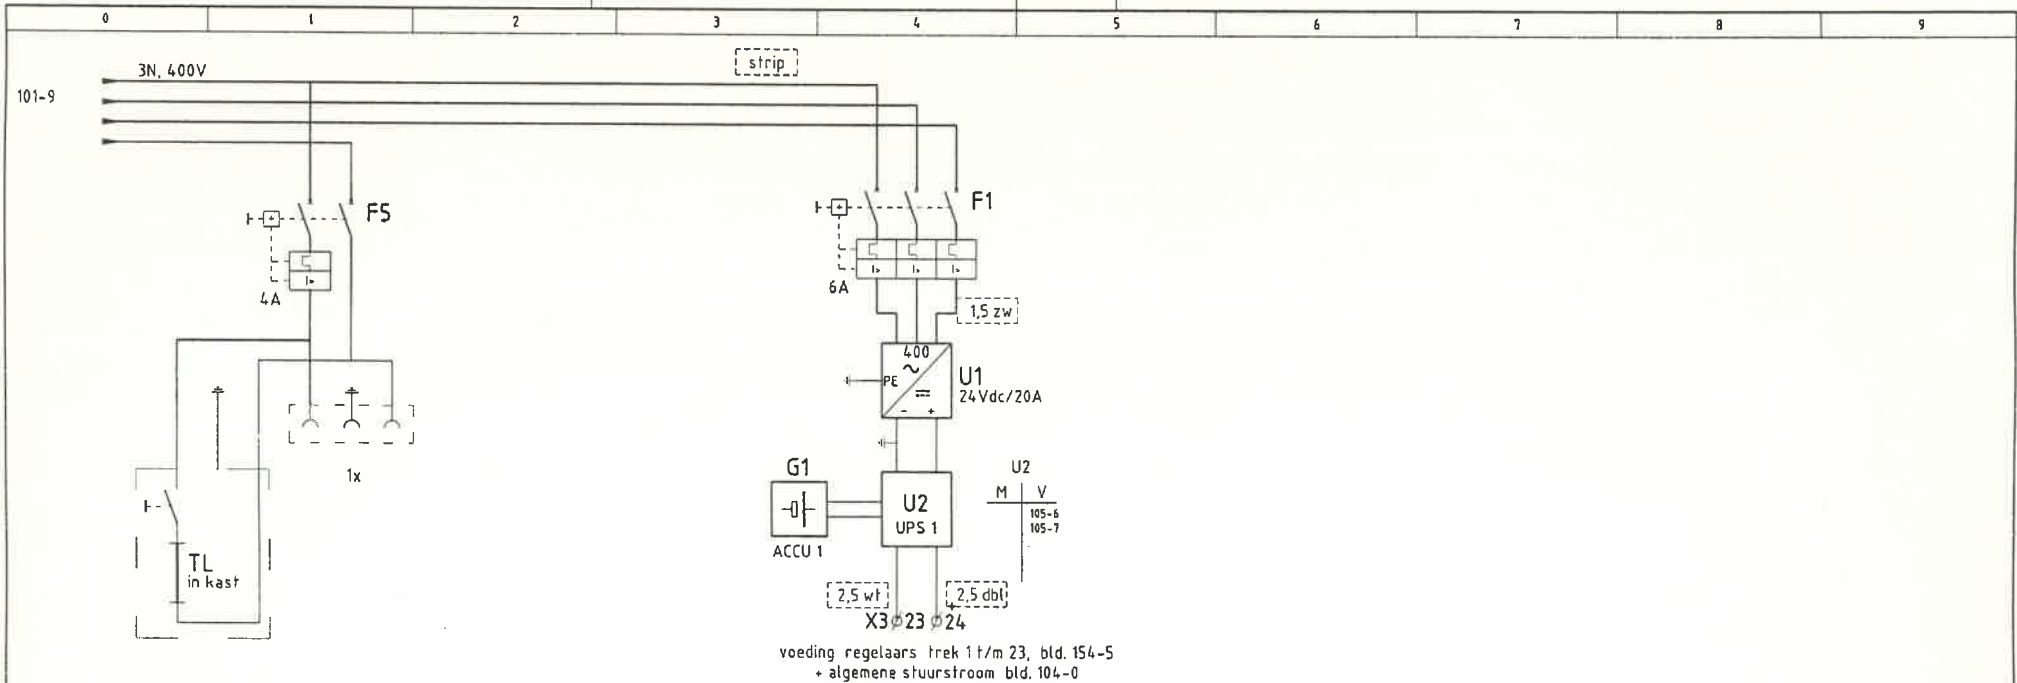 0 1 2 3 4 5 6 7 8 9
strip
3N, 400V
101-9
F5
F1
4A
6A
1,5 zw
400
PE
U1
24Vdc/20A
- +
1x
G1
U2
UPS 1
ACCU 1
U2
M V
105-6
105-7
TL
in kast
2,5 wt
2,5 dbl
+
X3 23 24
voeding regelaars trek 1 t/m 23, bld. 154-5
+ algemene stuurstroom bld. 104-0